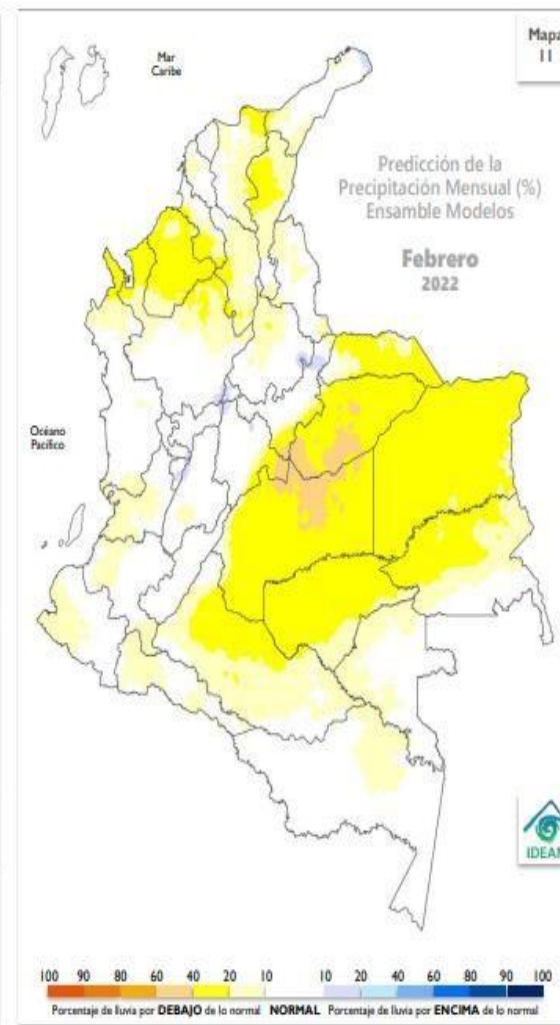 Mapa
11
Mar
Caribe
Predicción de la
Precipitación Mensual (%)
Ensamble Modelos
Febrero
2022
Océano
Pacífico
IDEAM
100 90 80 60 40 20 10 10 20 40 60 80 90 100
Porcentaje de lluvia por DEBAJO de lo normal NORMAL Porcentaje de lluvia por ENCIMA de lo normal